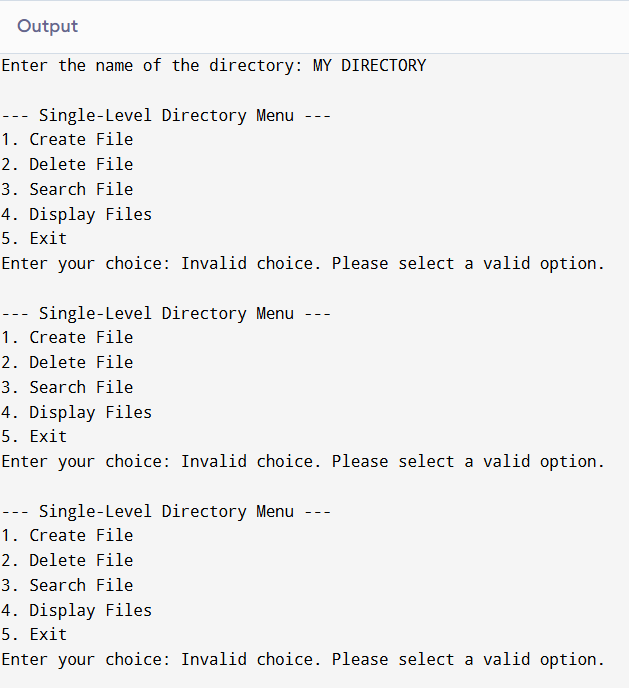 Output
Enter the name of the directory: MY DIRECTORY
--- Single-Level Directory Menu ---
1. Create File
2. Delete File
3. Search File
4. Display Files
5. Exit
Enter your choice: Invalid choice. Please select a valid option.
--- Single-Level Directory Menu ---
1. Create File
2. Delete File
3. Search File
4. Display Files
5. Exit
Enter your choice: Invalid choice. Please select a valid option.
--- Single-Level Directory Menu ---
1. Create File
2. Delete File
3. Search File
4. Display Files
5. Exit
Enter your choice: Invalid choice. Please select a valid option.